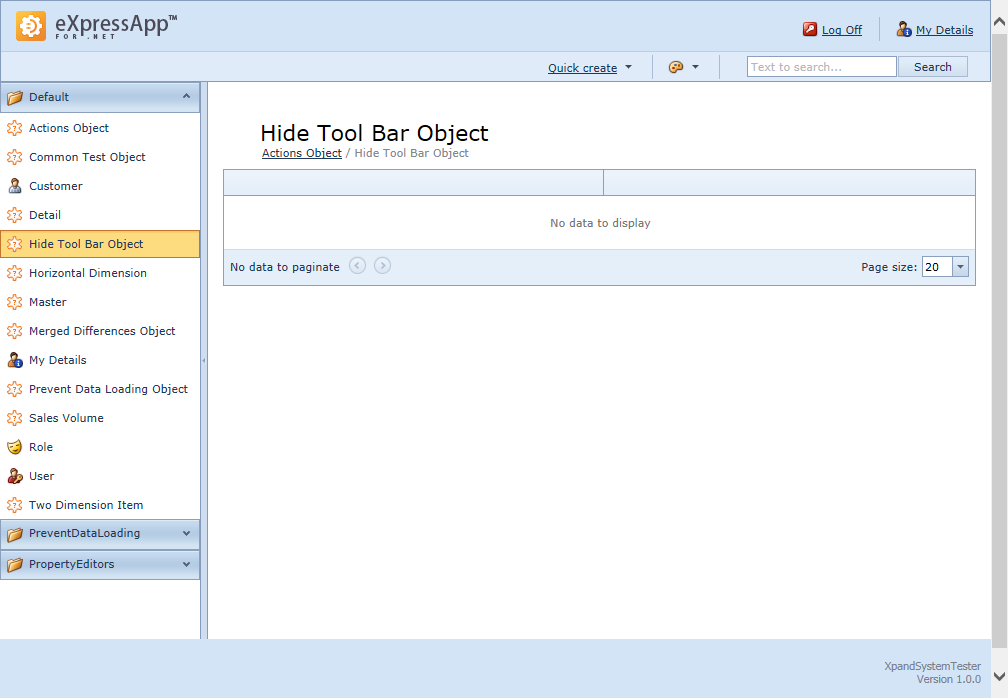 eXpressApp™
FOR .NET
Log Off
My Details
Quick create
Text to search...
Search
Default
Actions Object
Common Test Object
Customer
Detail
Hide Tool Bar Object
Horizontal Dimension
Master
Merged Differences Object
My Details
Prevent Data Loading Object
Sales Volume
Role
User
Two Dimension Item
PreventDataLoading
PropertyEditors
Hide Tool Bar Object
Actions Object / Hide Tool Bar Object
No data to display
No data to paginate
Page size: 20
XpandSystemTester
Version 1.0.0